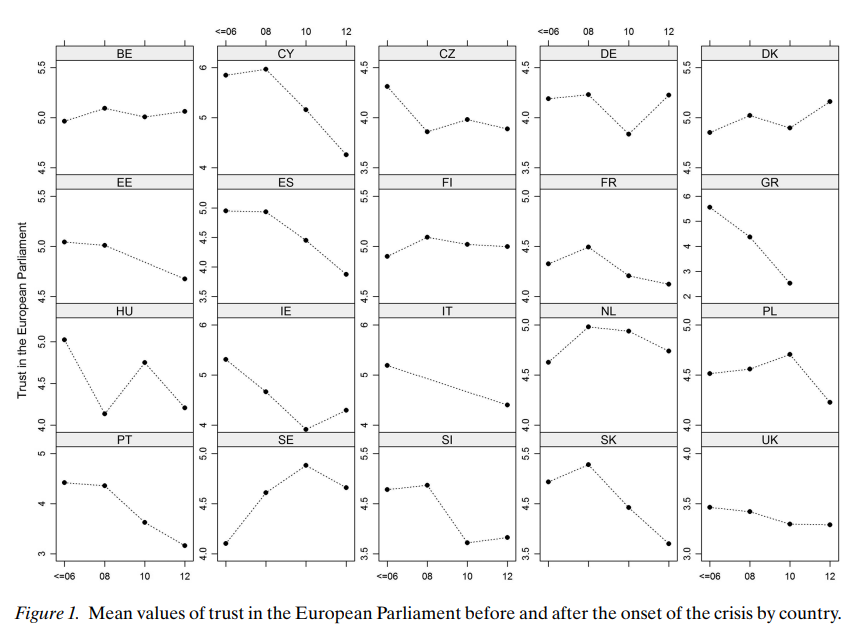 <=06 08 10 12 <=06 08 10 12
BE CY CZ DE DK
5.5 5.0 4.5 6 5 4 4.5 4.0 3.5 4.5 4.0 3.5 5.5 5.0 4.5
EE ES FI FR GR
5.5 5.0 4.5 5.0 4.5 4.0 3.5 5.5 5.0 4.5 5.0 4.5 4.0 6 5 4 3 2
Trust in the European Parliament
HU IE IT NL PL
5.0 4.5 4.0 6 5 4 6 5 4 5.0 4.5 4.0 5.0 4.5 4.0
PT SE SI SK UK
5 4 3 5.0 4.5 4.0 5.5 4.5 3.5 5.5 4.5 3.5 4.0 3.5 3.0
<=06 08 10 12 <=06 08 10 12 <=06 08 10 12
Figure 1. Mean values of trust in the European Parliament before and after the onset of the crisis by country.